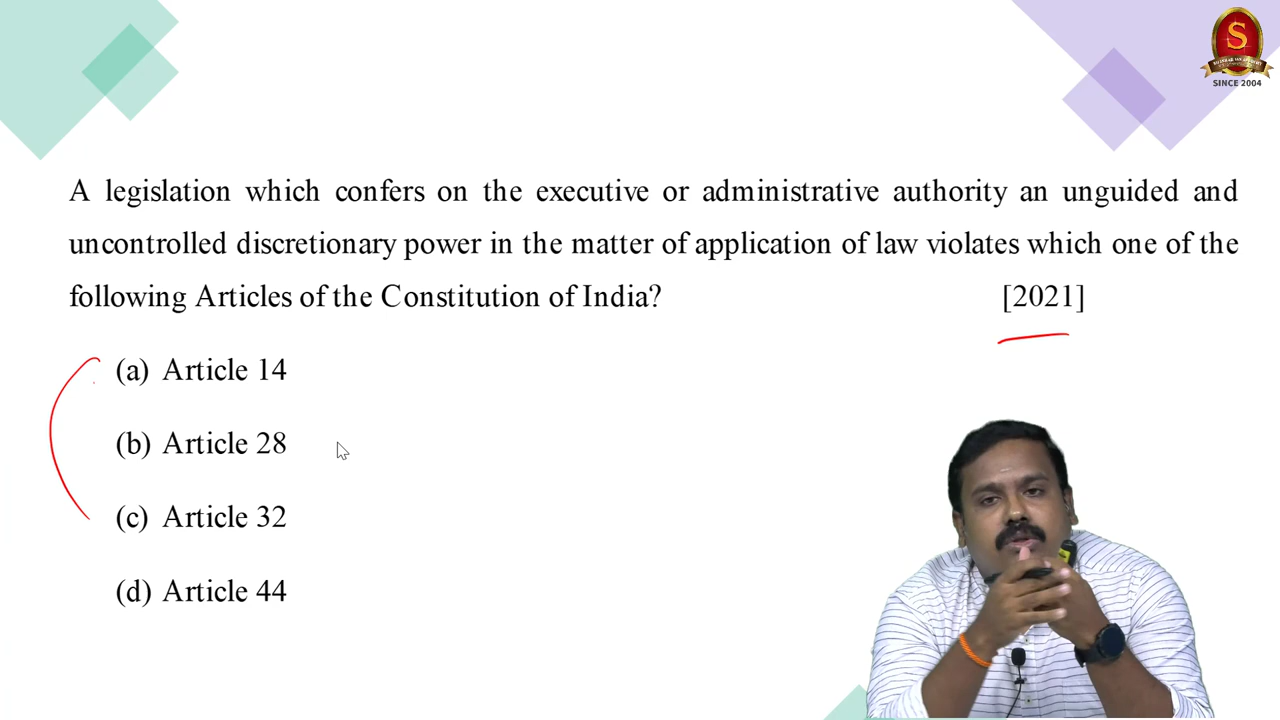 S
SINCE 2004
A legislation which confers on the executive or administrative authority an unguided and
uncontrolled discretionary power in the matter of application of law violates which one of the
following Articles of the Constitution of India? [2021]
(a) Article 14
(b) Article 28
(c) Article 32
(d) Article 44